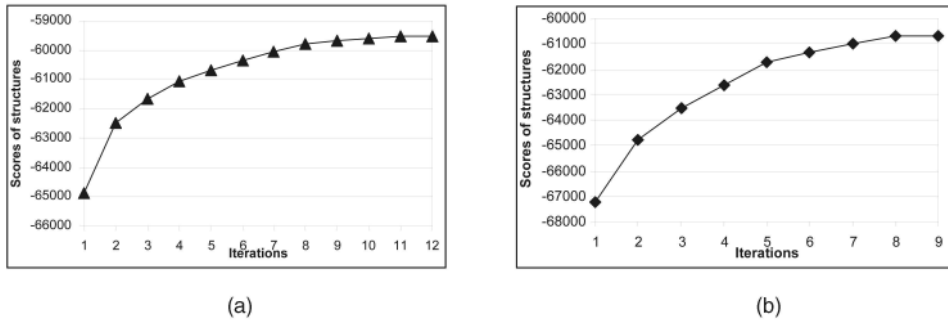 Scores of structures
-59000
-60000
-61000
-62000
-63000
-64000
-65000
-66000
1 2 3 4 5 6 7 8 9 10 11 12
Iterations
(a)
Scores of structures
-60000
-61000
-62000
-63000
-64000
-65000
-66000
-67000
-68000
1 2 3 4 5 6 7 8 9
Iterations
(b)